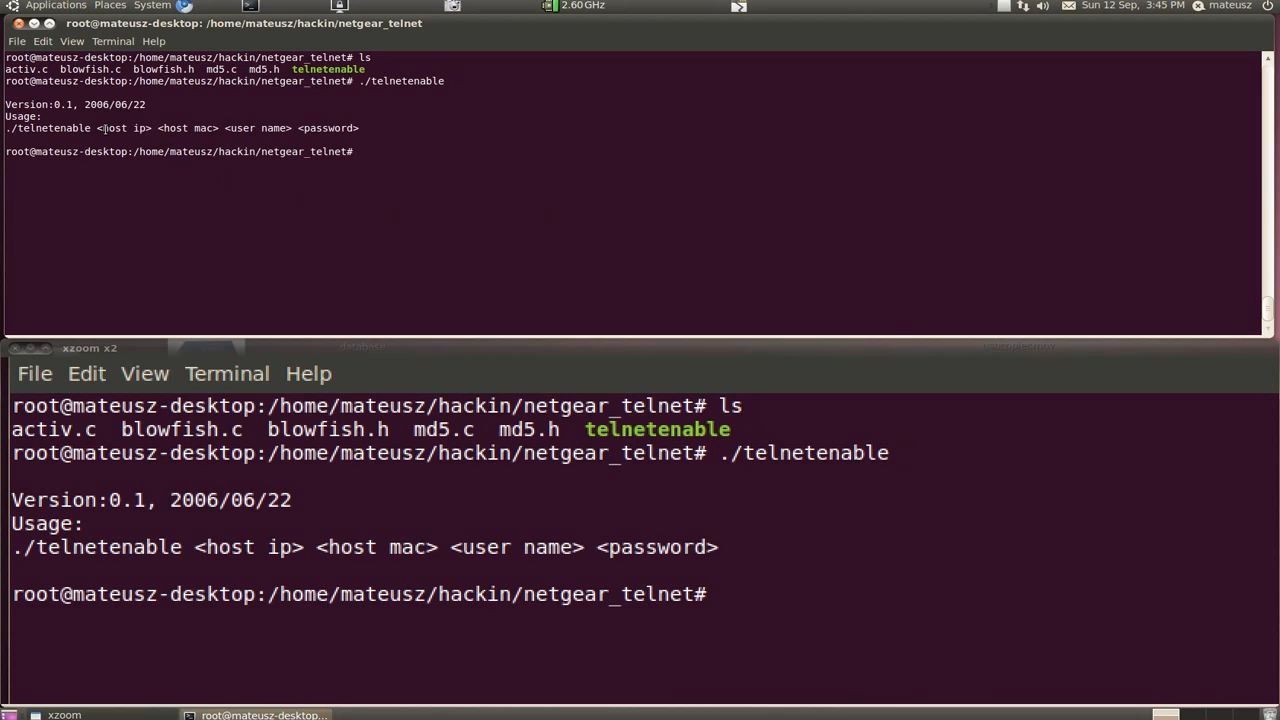 Applications Places System 2.60GHz Sun 12 Sep, 3:45 PM mateusz
root@mateusz-desktop: /home/mateusz/hackin/netgear_telnet
File Edit View Terminal Help
root@mateusz-desktop:/home/mateusz/hackin/netgear_telnet# ls
activ.c blowfish.c blowfish.h md5.c md5.h telnetenable
root@mateusz-desktop:/home/mateusz/hackin/netgear_telnet# ./telnetenable
Version:0.1, 2006/06/22
Usage:
./telnetenable <host ip> <host mac> <user name> <password>
root@mateusz-desktop:/home/mateusz/hackin/netgear_telnet#
xzoom x2
database
File Edit View Terminal Help
root@mateusz-desktop:/home/mateusz/hackin/netgear_telnet# ls
activ.c blowfish.c blowfish.h md5.c md5.h telnetenable
root@mateusz-desktop:/home/mateusz/hackin/netgear_telnet# ./telnetenable
Version:0.1, 2006/06/22
Usage:
./telnetenable <host ip> <host mac> <user name> <password>
root@mateusz-desktop:/home/mateusz/hackin/netgear_telnet#
xzoom root@mateusz-desktop...